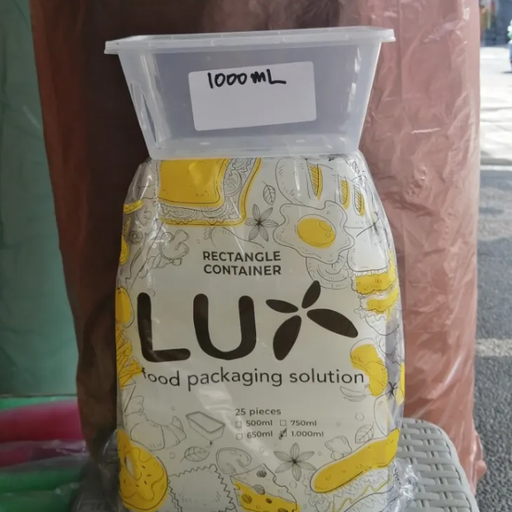 1000mL
RECTANGLE
CONTAINER
LUX
food packaging solution
25 pieces
500ml 750ml
650ml 1.000ml